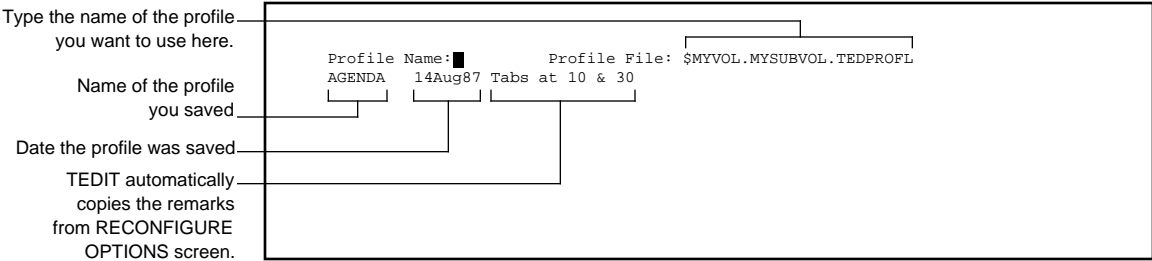 Type the name of the profile
you want to use here.
Profile Name: Profile File: $MYVOL.MYSUBVOL.TEDPROFL
AGENDA 14Aug87 Tabs at 10 & 30
Name of the profile
you saved
Date the profile was saved
TEDIT automatically
copies the remarks
from RECONFIGURE
OPTIONS screen.